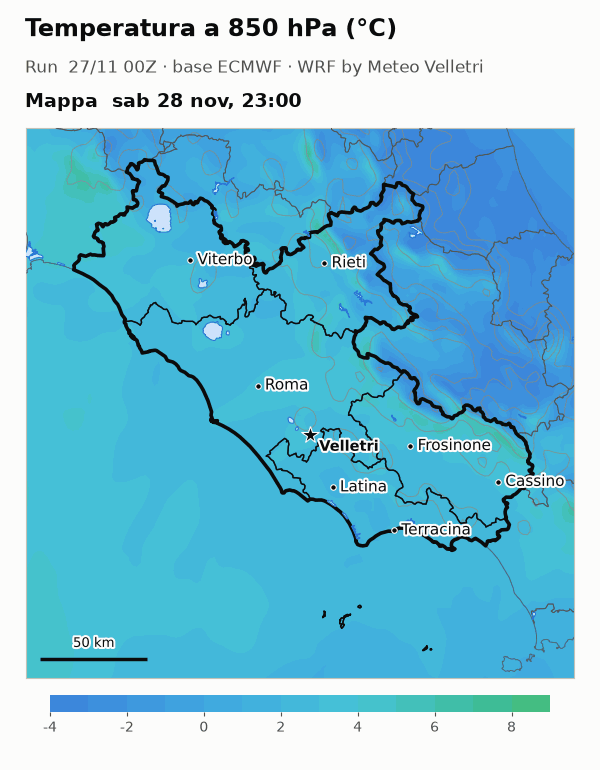 Temperatura a 850 hPa (°C)
Run  27/11 00Z · base ECMWF · WRF by Meteo Velletri
Mappa  sab 28 nov, 23:00
Viterbo
Rieti
Roma
Velletri
Frosinone
Cassino
Latina
Terracina
50 km
-4 -2 0 2 4 6 8